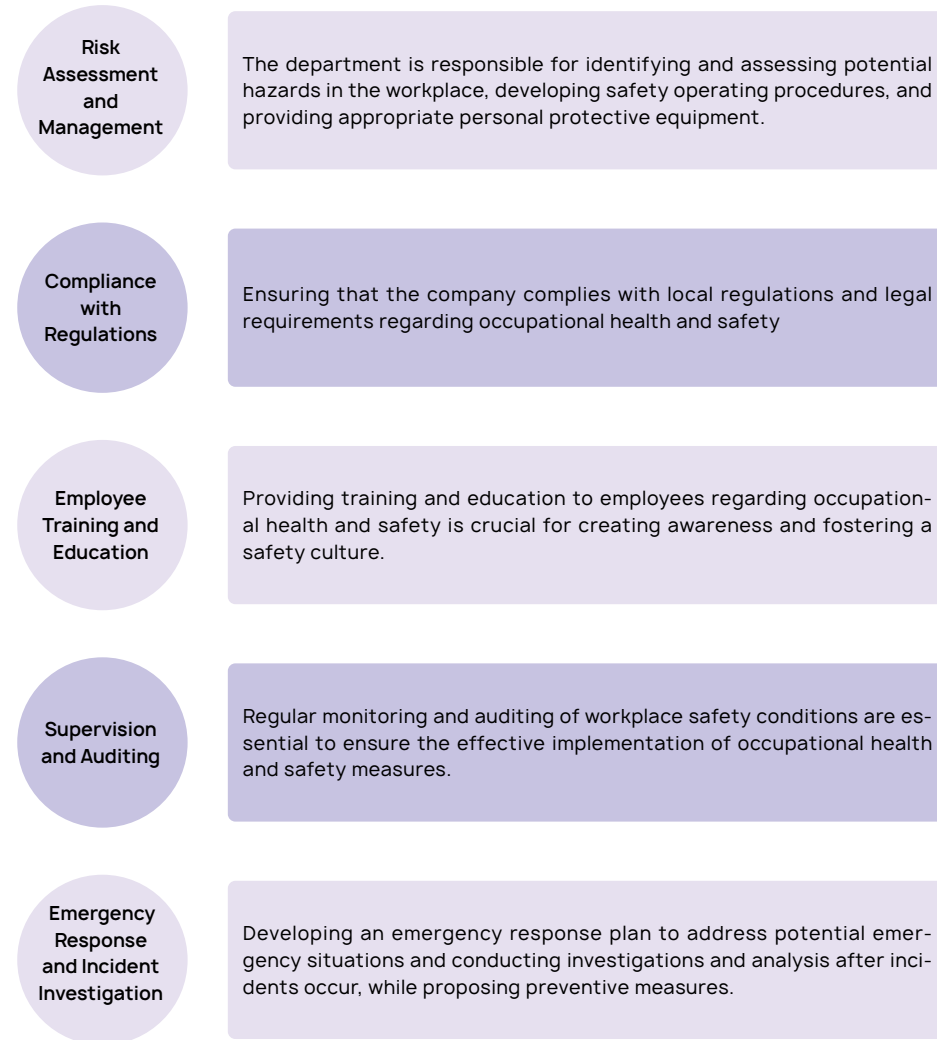 Risk
Assessment
and
Management
The department is responsible for identifying and assessing potential
hazards in the workplace, developing safety operating procedures, and
providing appropriate personal protective equipment.
Compliance
with
Regulations
Ensuring that the company complies with local regulations and legal
requirements regarding occupational health and safety
Employee
Training and
Education
Providing training and education to employees regarding occupation-
al health and safety is crucial for creating awareness and fostering a
safety culture.
Supervision
and Auditing
Regular monitoring and auditing of workplace safety conditions are es-
sential to ensure the effective implementation of occupational health
and safety measures.
Emergency
Response
and Incident
Investigation
Developing an emergency response plan to address potential emer-
gency situations and conducting investigations and analysis after inci-
dents occur, while proposing preventive measures.